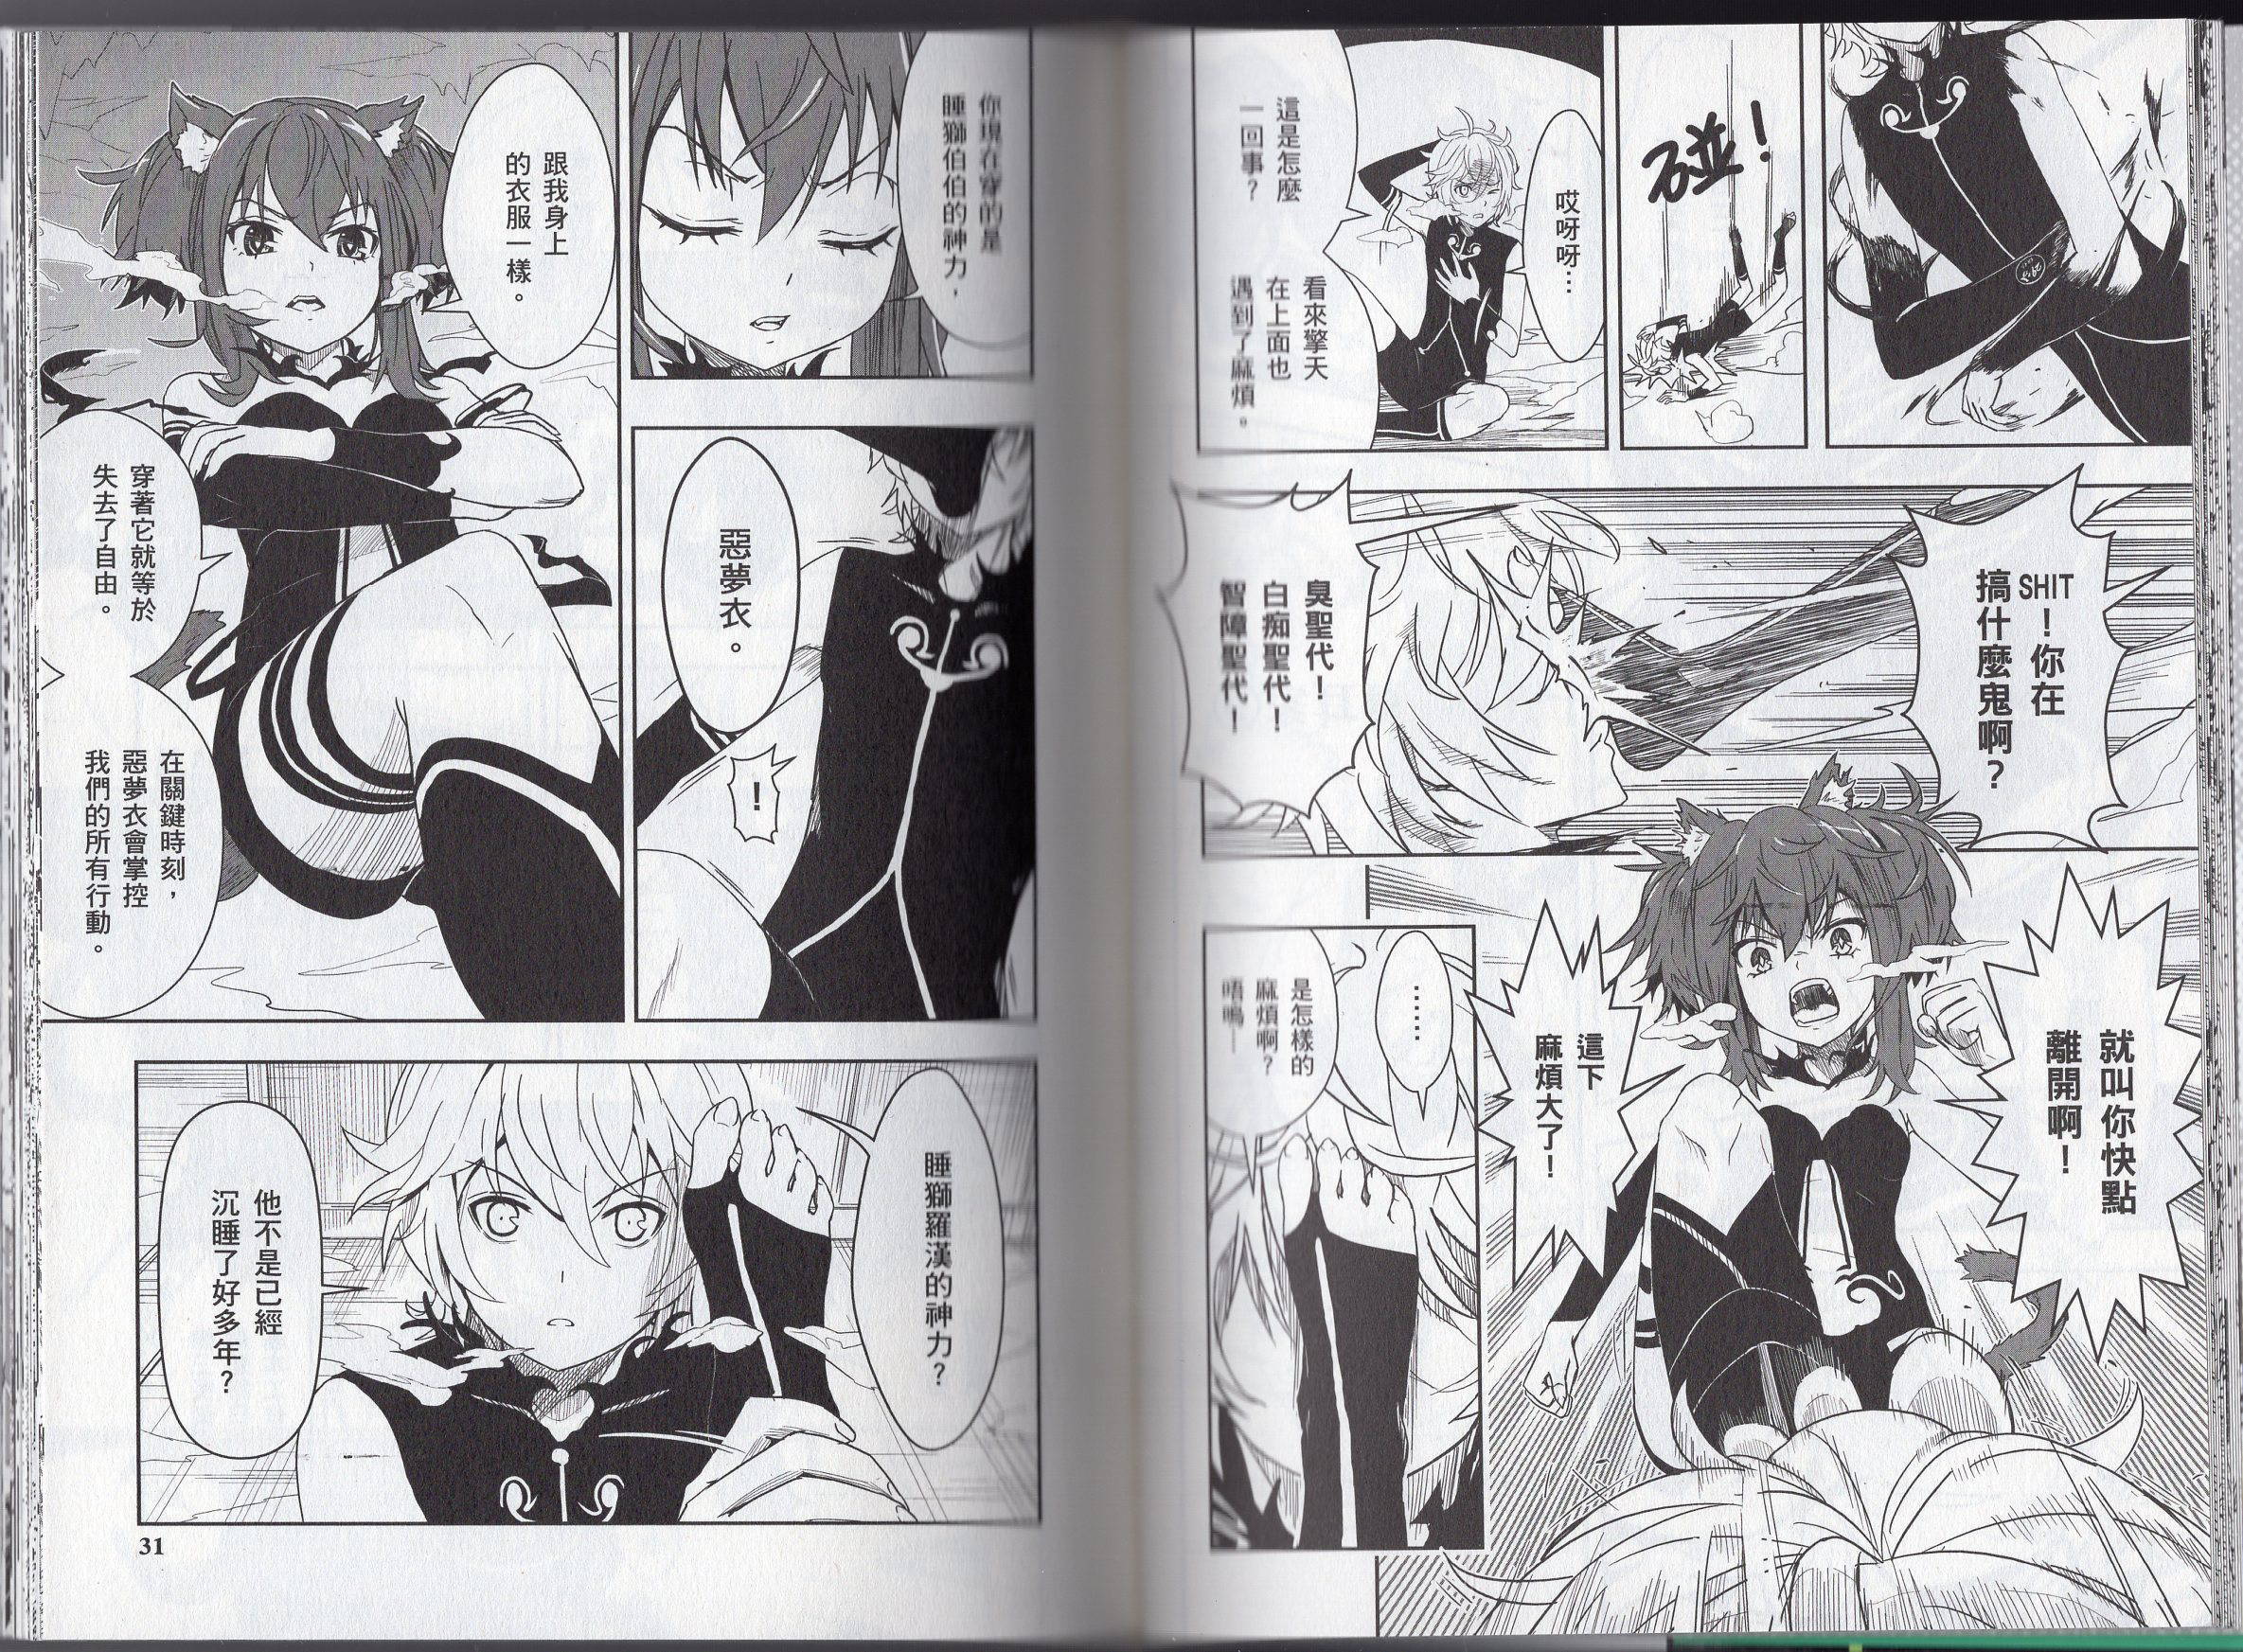 碰！
哎呀呀…
這是怎麼
一回事？
看來擎天
在上面也
遇到了麻煩。
SHIT！你在
搞什麼鬼啊？
臭聖代！
白痴聖代！
智障聖代！
就叫你快點
離開啊！
這下
麻煩大了！
……
是怎樣的
麻煩啊？
唔嗚…
你現在穿的是
睡獅伯伯的神力，
跟我身上
的衣服一樣。
惡夢衣。
！
穿著它就等於
失去了自由。
在關鍵時刻，
惡夢衣會掌控
我們的所有行動。
睡獅羅漢的神力？
他不是已經
沉睡了好多年？
31